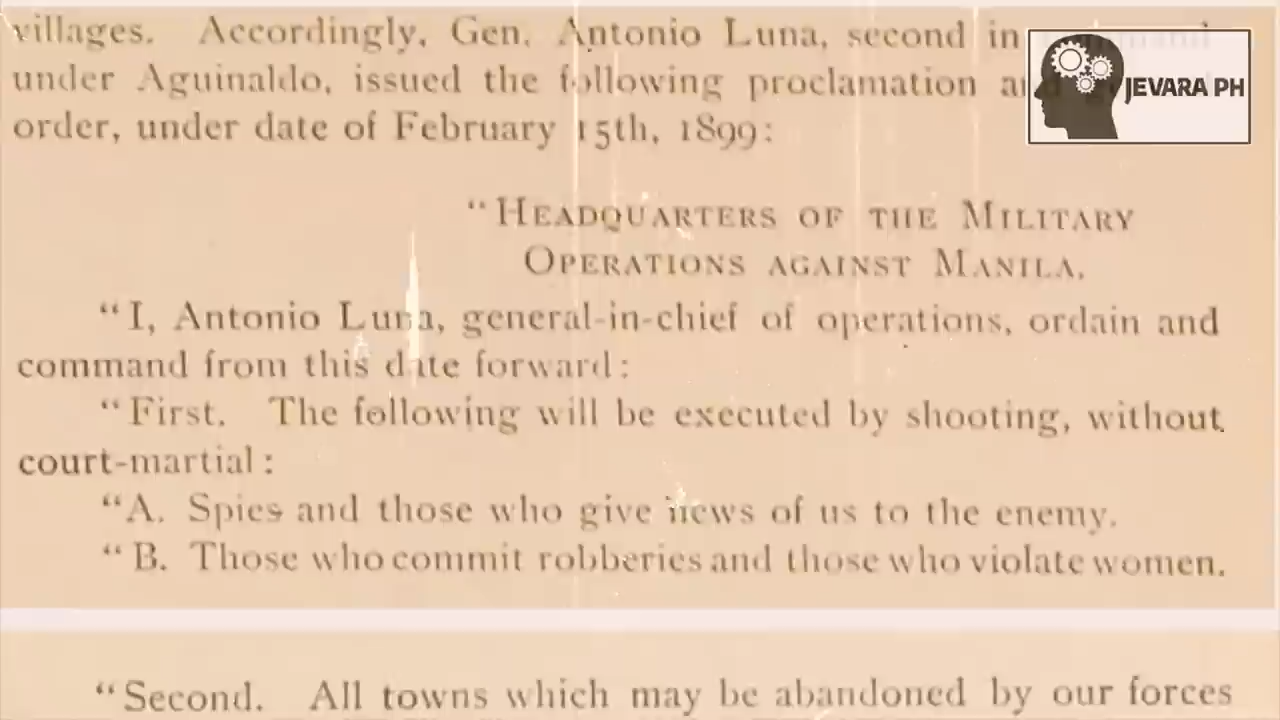 villages. Accordingly, Gen. Antonio Luna, second in command
under Aguinaldo, issued the following proclamation and
order, under date of February 15th, 1899:
JEVARA PH
"HEADQUARTERS OF THE MILITARY
OPERATIONS AGAINST MANILA,
"I, Antonio Luna, general-in-chief of operations, ordain and
command from this date forward:
"First. The following will be executed by shooting, without
court-martial:
"A. Spies and those who give news of us to the enemy.
"B. Those who commit robberies and those who violate women.
"Second. All towns which may be abandoned by our forces